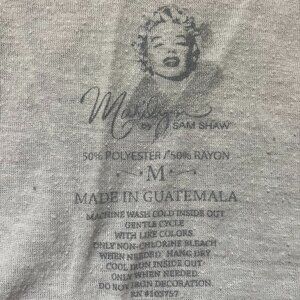 Marilyn
by SAM SHAW
50% POLYESTER / 50% RAYON
M
MADE IN GUATEMALA
MACHINE WASH COLD INSIDE OUT
GENTLE CYCLE
WITH LIKE COLORS.
ONLY NON-CHLORINE BLEACH
WHEN NEEDED. HANG DRY
COOL IRON INSIDE OUT
ONLY WHEN NEEDED.
DO NOT IRON DECORATION
RN #105757